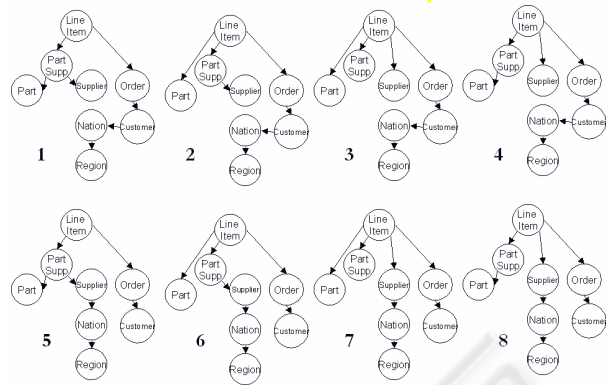 Line
Item
Part
Supp.
Part
Supplier
Order
Nation
Customer
Region
1
Line
Item
Part
Supp.
Part
Supplier
Order
Nation
Customer
Region
2
Line
Item
Part
Supp.
Part
Supplier
Order
Nation
Customer
Region
3
Line
Item
Part
Supp.
Part
Supplier
Order
Nation
Customer
Region
4
Line
Item
Part
Supp.
Part
Supplier
Order
Nation
Customer
Region
5
Line
Item
Part
Supp.
Part
Supplier
Order
Nation
Customer
Region
6
Line
Item
Part
Supp.
Part
Supplier
Order
Nation
Customer
Region
7
Line
Item
Part
Supp.
Part
Supplier
Order
Nation
Customer
Region
8